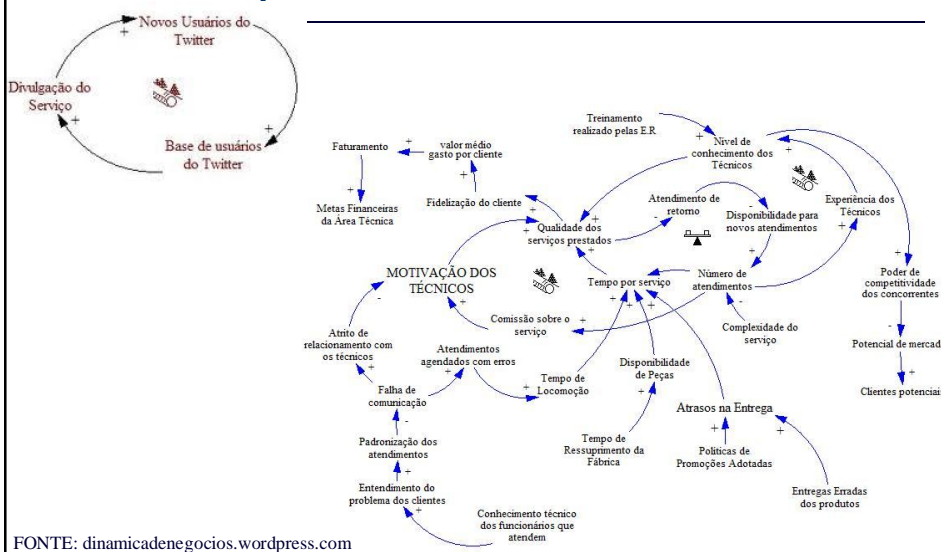 Novos Usuários do
Twitter
+
Divulgação do
Serviço
+
+
Base de usuários
do Twitter
Treinamento
realizado pelas E.R.
+
Nivel de
conhecimento dos
Técnicos
+
Faturamento
+
valor médio
gasto por cliente
+
+
Metas Financeiras
da Área Técnica
Fidelização do cliente
+
Atendimento de
retorno
-
-
Disponibilidade para
novos atendimentos
Experiência dos
Técnicos
+
Qualidade dos
serviços prestados
+
+
+
+
MOTIVAÇÃO DOS
TÉCNICOS
-
+
Tempo por serviço
+
+
+
-
Número de
atendimentos
-
Poder de
competitividade
dos concorrentes
+
Comissão sobre o
serviço
+
Complexidade do
serviço
-
Potencial de mercad
+
Clientes potenciais
Atrito de
relacionamento com
os técnicos
+
Atendimentos
agendados com erros
+
Falha de
comunicação
-
+
Tempo de
Locomoção
Disponibilidade
de Peças
+
Atrasos na Entrega
+
+
Padronização dos
atendimentos
+
Tempo de
Ressuprimento da
Fábrica
Políticas de
Promoções Adotadas
Entendimento do
problema dos clientes
+
Entregas Erradas
dos produtos
Conhecimento técnico
dos funcionários que
atendem
FONTE: dinamicadenegocios.wordpress.com